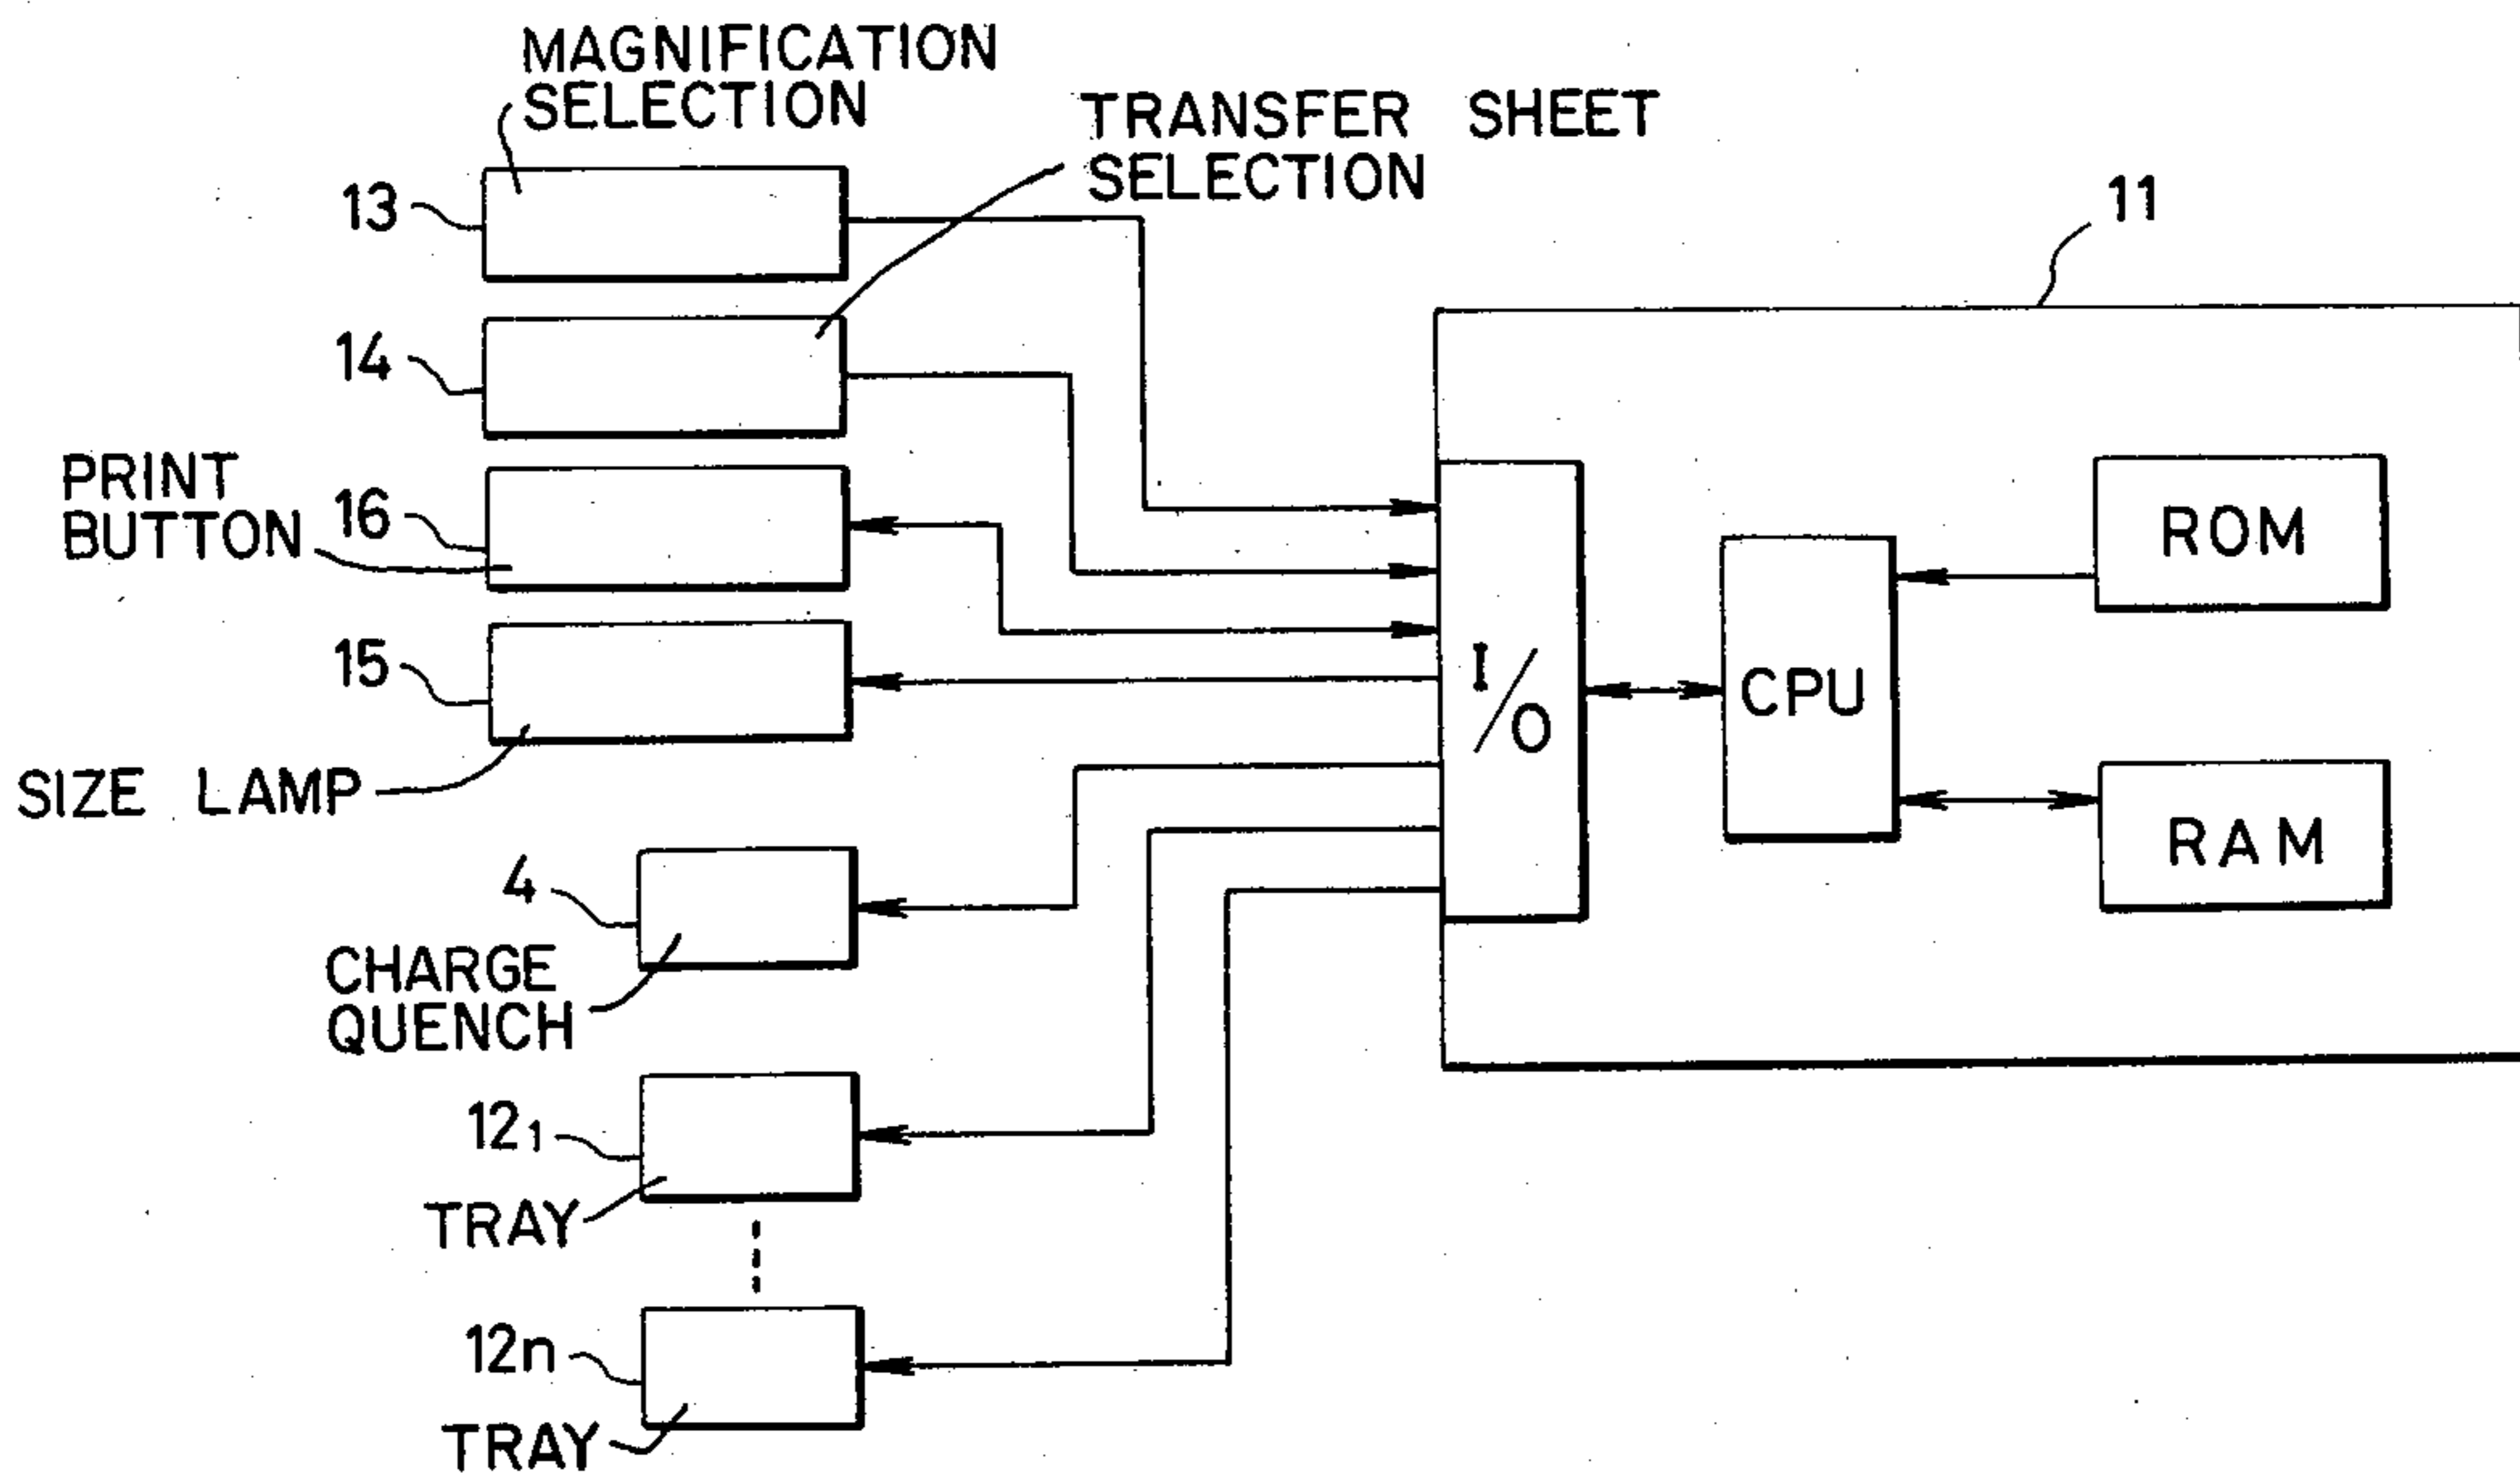 MAGNIFICATION
SELECTION
TRANSFER SHEET
SELECTION
13
11
14
PRINT
BUTTON
16
ROM
15
I/O
CPU
SIZE LAMP
RAM
4
CHARGE
QUENCH
12₁
TRAY
12n
TRAY